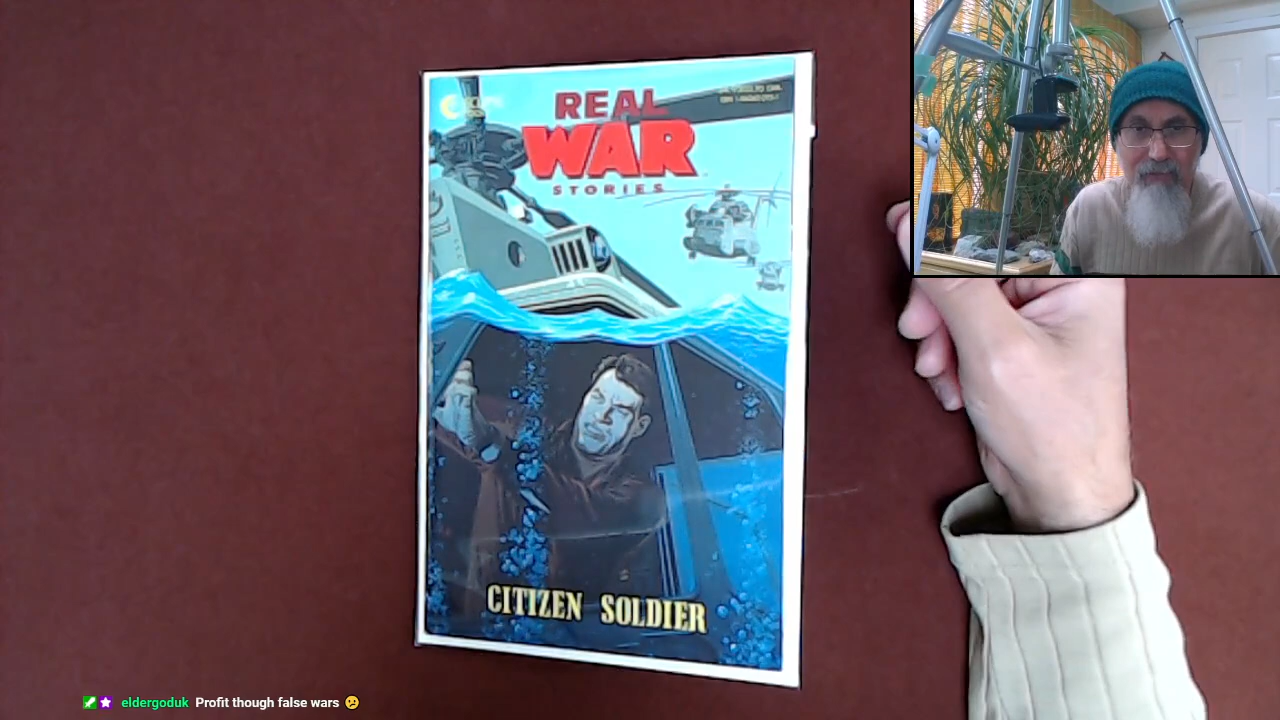 REAL
WAR
STORIES
CITIZEN SOLDIER
eldergoduk Profit though false wars 😕